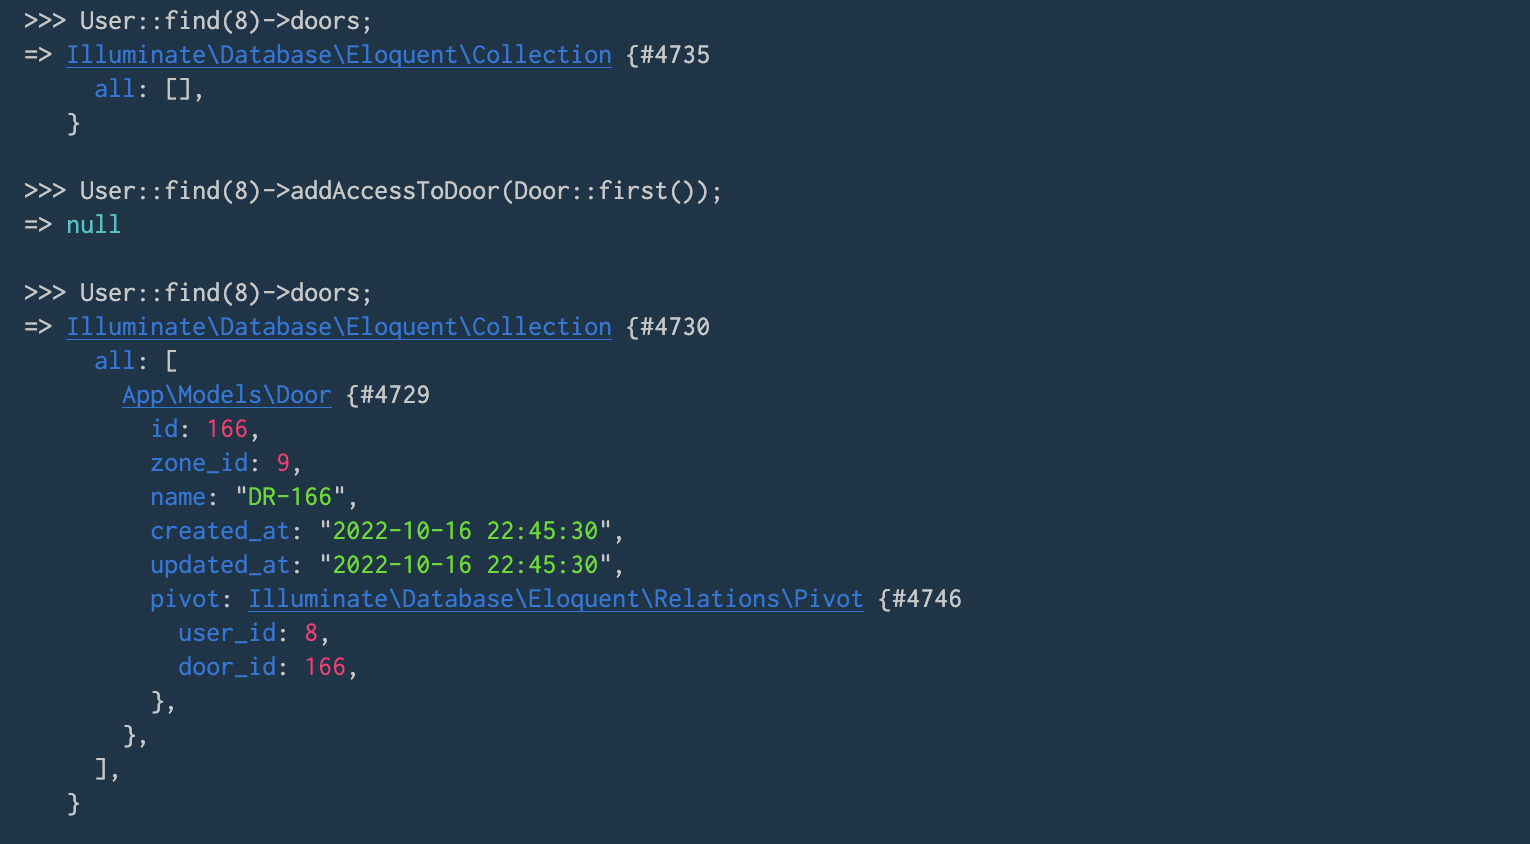 >>> User::find(8)->doors;
=> Illuminate\Database\Eloquent\Collection {#4735
     all: [],
   }

>>> User::find(8)->addAccessToDoor(Door::first());
=> null

>>> User::find(8)->doors;
=> Illuminate\Database\Eloquent\Collection {#4730
     all: [
       App\Models\Door {#4729
         id: 166,
         zone_id: 9,
         name: "DR-166",
         created_at: "2022-10-16 22:45:30",
         updated_at: "2022-10-16 22:45:30",
         pivot: Illuminate\Database\Eloquent\Relations\Pivot {#4746
           user_id: 8,
           door_id: 166,
         },
       },
     ],
   }